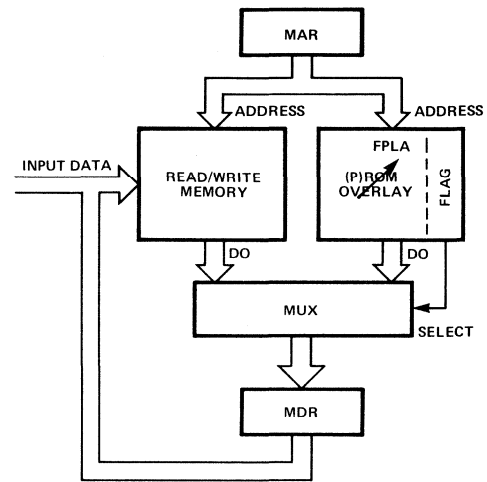 MAR
ADDRESS
ADDRESS
INPUT DATA
READ/WRITE
MEMORY
FPLA
(P)ROM
OVERLAY
FLAG
DO
DO
MUX
SELECT
MDR